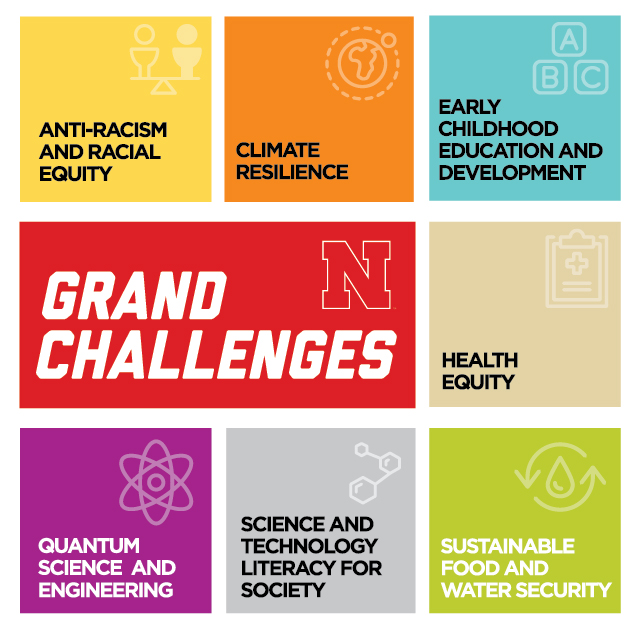 ANTI-RACISM
AND RACIAL
EQUITY
CLIMATE
RESILIENCE
A
B C
EARLY
CHILDHOOD
EDUCATION AND
DEVELOPMENT
N
GRAND
CHALLENGES
HEALTH
EQUITY
QUANTUM
SCIENCE AND
ENGINEERING
SCIENCE AND
TECHNOLOGY
LITERACY FOR
SOCIETY
SUSTAINABLE
FOOD AND
WATER SECURITY